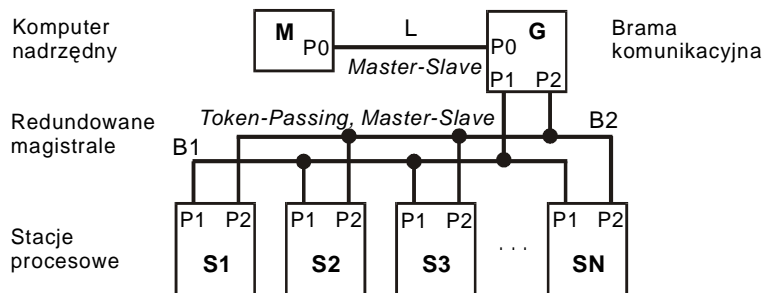 Komputer
nadrzędny
M
P0
L
Master-Slave
G
P0
P1 P2
Brama
komunikacyjna
Redundowane
magistrale
Token-Passing, Master-Slave
B1
B2
Stacje
procesowe
P1 P2
S1
P1 P2
S2
P1 P2
S3
. . .
P1 P2
SN